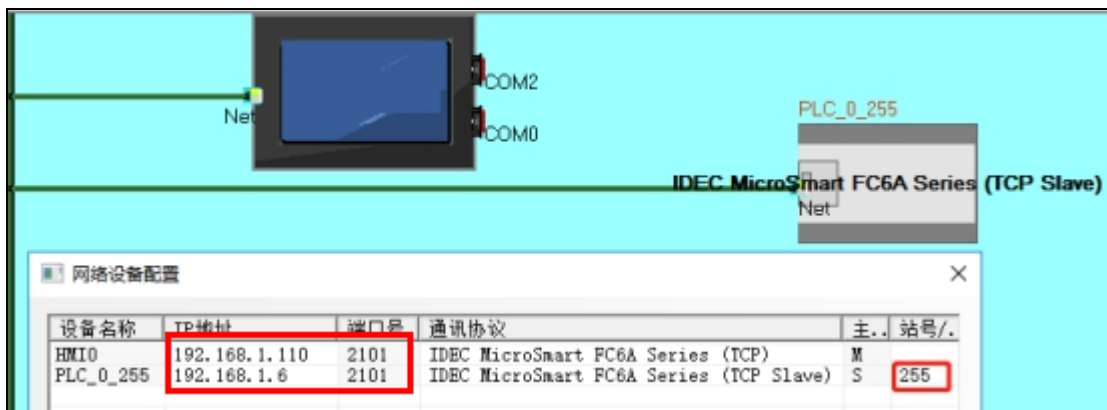 COM2
Net
COM0
PLC_0_255
IDEC MicroSmart FC6A Series (TCP Slave)
Net
网络设备配置
设备名称 IP地址 端口号 通讯协议 主.. 站号/.
HMI0 192.168.1.110 2101 IDEC MicroSmart FC6A Series (TCP) M
PLC_0_255 192.168.1.6 2101 IDEC MicroSmart FC6A Series (TCP Slave) S 255